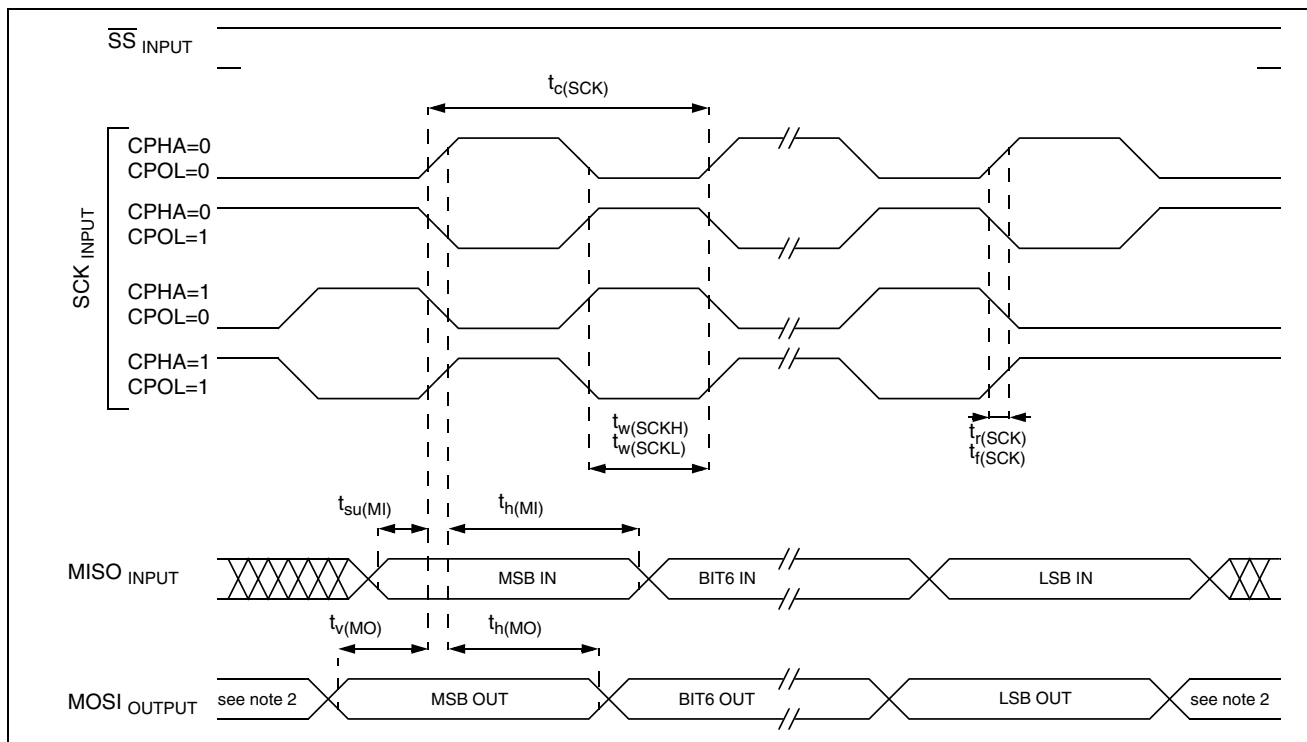 SS INPUT
tc(SCK)
SCK INPUT
CPHA=0
CPOL=0
CPHA=0
CPOL=1
CPHA=1
CPOL=0
CPHA=1
CPOL=1
tw(SCKH)
tw(SCKL)
tr(SCK)
tf(SCK)
tsu(MI)
th(MI)
MISO INPUT
MSB IN
BIT6 IN
LSB IN
tv(MO)
th(MO)
MOSI OUTPUT
see note 2
MSB OUT
BIT6 OUT
LSB OUT
see note 2